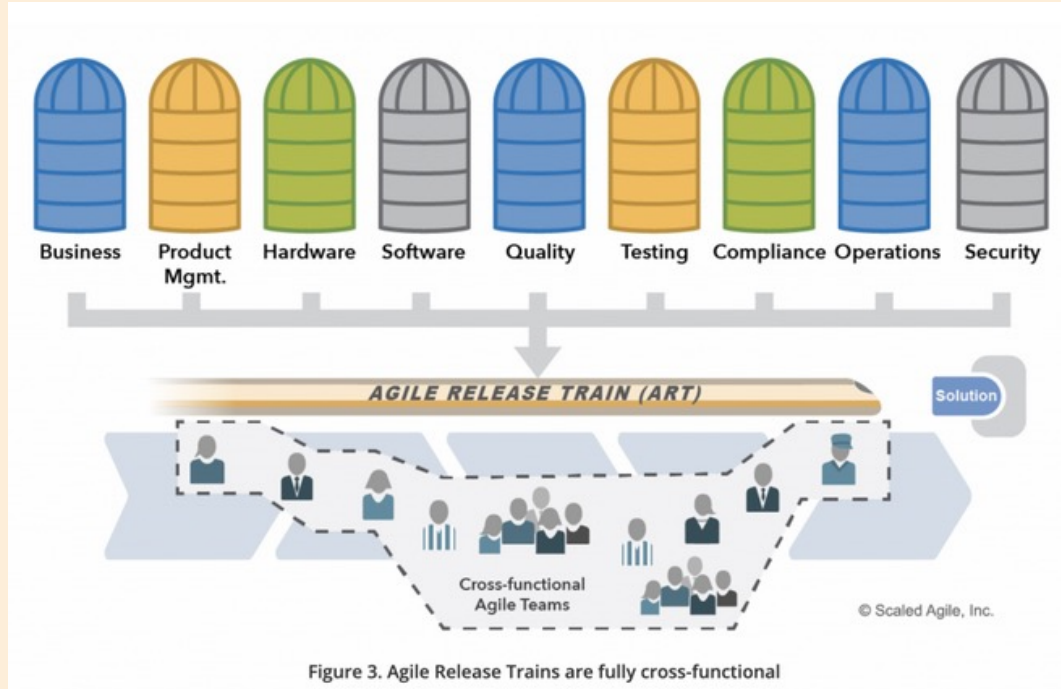 Business
Product
Mgmt.
Hardware
Software
Quality
Testing
Compliance
Operations
Security
AGILE RELEASE TRAIN (ART)
Solution
Cross-functional
Agile Teams
© Scaled Agile, Inc.
Figure 3. Agile Release Trains are fully cross-functional